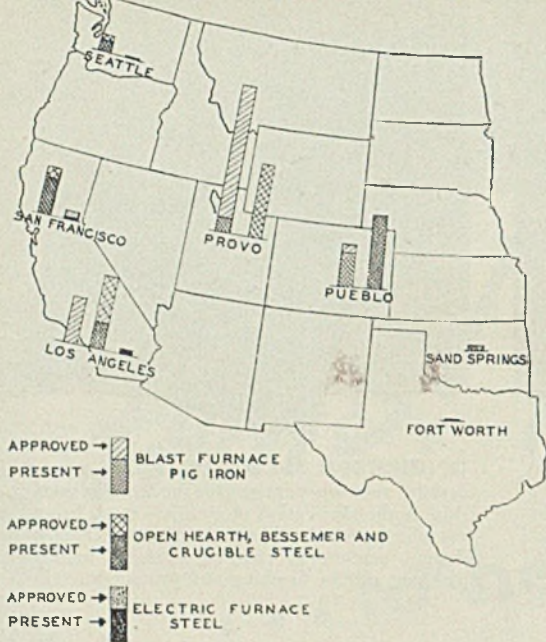 SEATTLE
SAN FRANCISCO
PROVO
PUEBLO
LOS ANGELES
SAND SPRINGS
FORT WORTH
APPROVED →
PRESENT →
BLAST FURNACE
PIG IRON
APPROVED →
PRESENT →
OPEN HEARTH, BESSEMER AND
CRUCIBLE STEEL
APPROVED →
PRESENT →
ELECTRIC FURNACE
STEEL